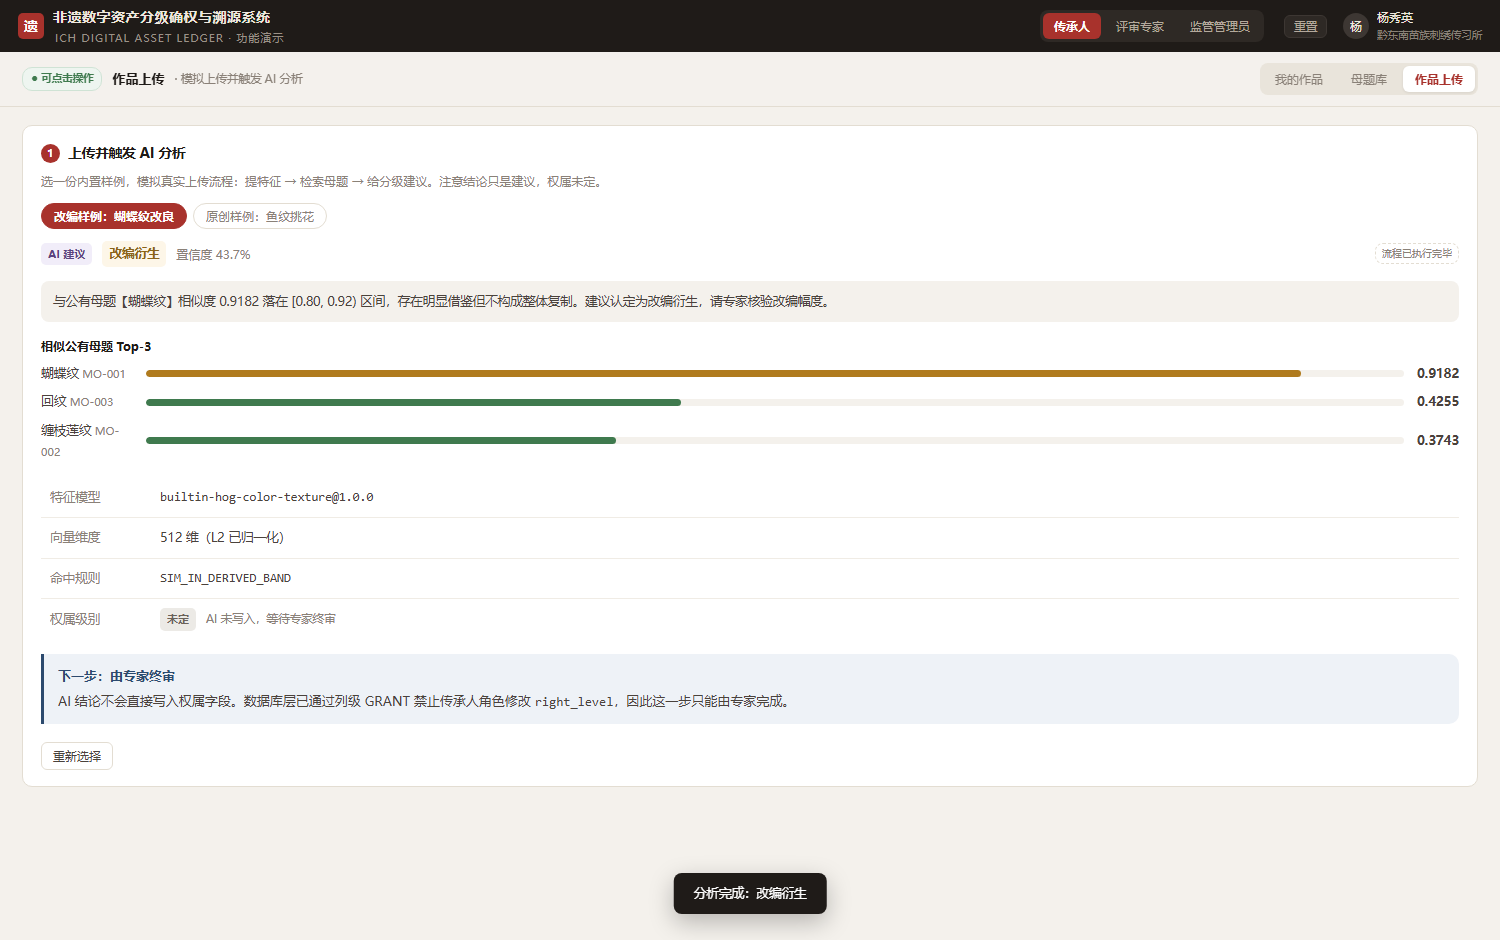 遗
非遗数字资产分级确权与溯源系统
ICH DIGITAL ASSET LEDGER · 功能演示
传承人
评审专家
监管管理员
重置
杨
杨秀英
黔东南苗族刺绣传习所
可点击操作
作品上传
· 模拟上传并触发 AI 分析
我的作品
母题库
作品上传
1 上传并触发 AI 分析
选一份内置样例，模拟真实上传流程：提特征 → 检索母题 → 给分级建议。注意结论只是建议，权属未定。
改编样例：蝴蝶纹改良
原创样例：鱼纹挑花
AI 建议
改编衍生
置信度 43.7%
流程已执行完毕
与公有母题【蝴蝶纹】相似度 0.9182 落在 [0.80, 0.92) 区间，存在明显借鉴但不构成整体复制。建议认定为改编衍生，请专家核验改编幅度。
相似公有母题 Top-3
蝴蝶纹 MO-001
0.9182
回纹 MO-003
0.4255
缠枝莲纹 MO-
002
0.3743
特征模型
builtin-hog-color-texture@1.0.0
向量维度
512 维（L2 已归一化）
命中规则
SIM_IN_DERIVED_BAND
权属级别
未定
AI 未写入，等待专家终审
下一步：由专家终审
AI 结论不会直接写入权属字段。数据库层已通过列级 GRANT 禁止传承人角色修改 right_level，因此这一步只能由专家完成。
重新选择
分析完成：改编衍生